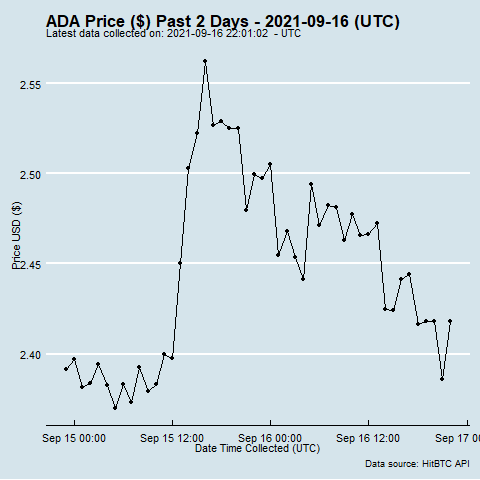 ADA Price ($) Past 2 Days - 2021-09-16 (UTC)
Latest data collected on: 2021-09-16 22:01:02 - UTC
2.55
2.50
2.45
2.40
Price USD ($)
Sep 15 00:00
Sep 15 12:00
Sep 16 00:00
Sep 16 12:00
Sep 17 0
Date Time Collected (UTC)
Data source: HitBTC API